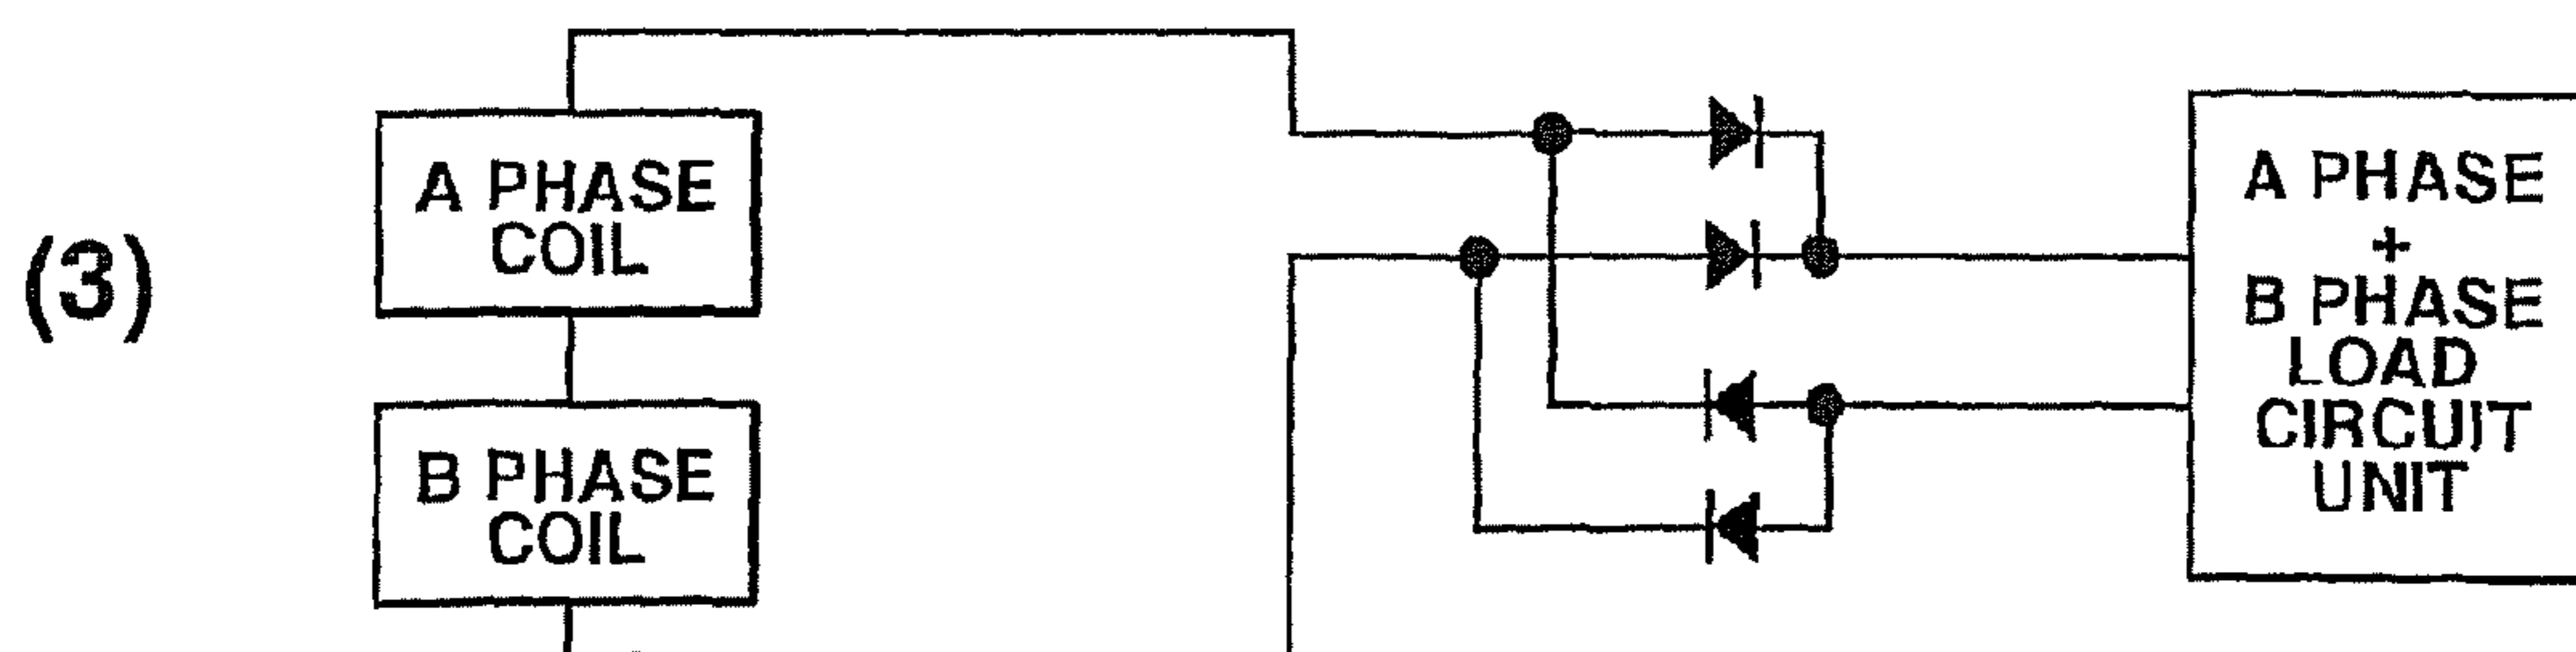 (3)
A PHASE
COIL
B PHASE
COIL
A PHASE
+
B PHASE
LOAD
CIRCUIT
UNIT